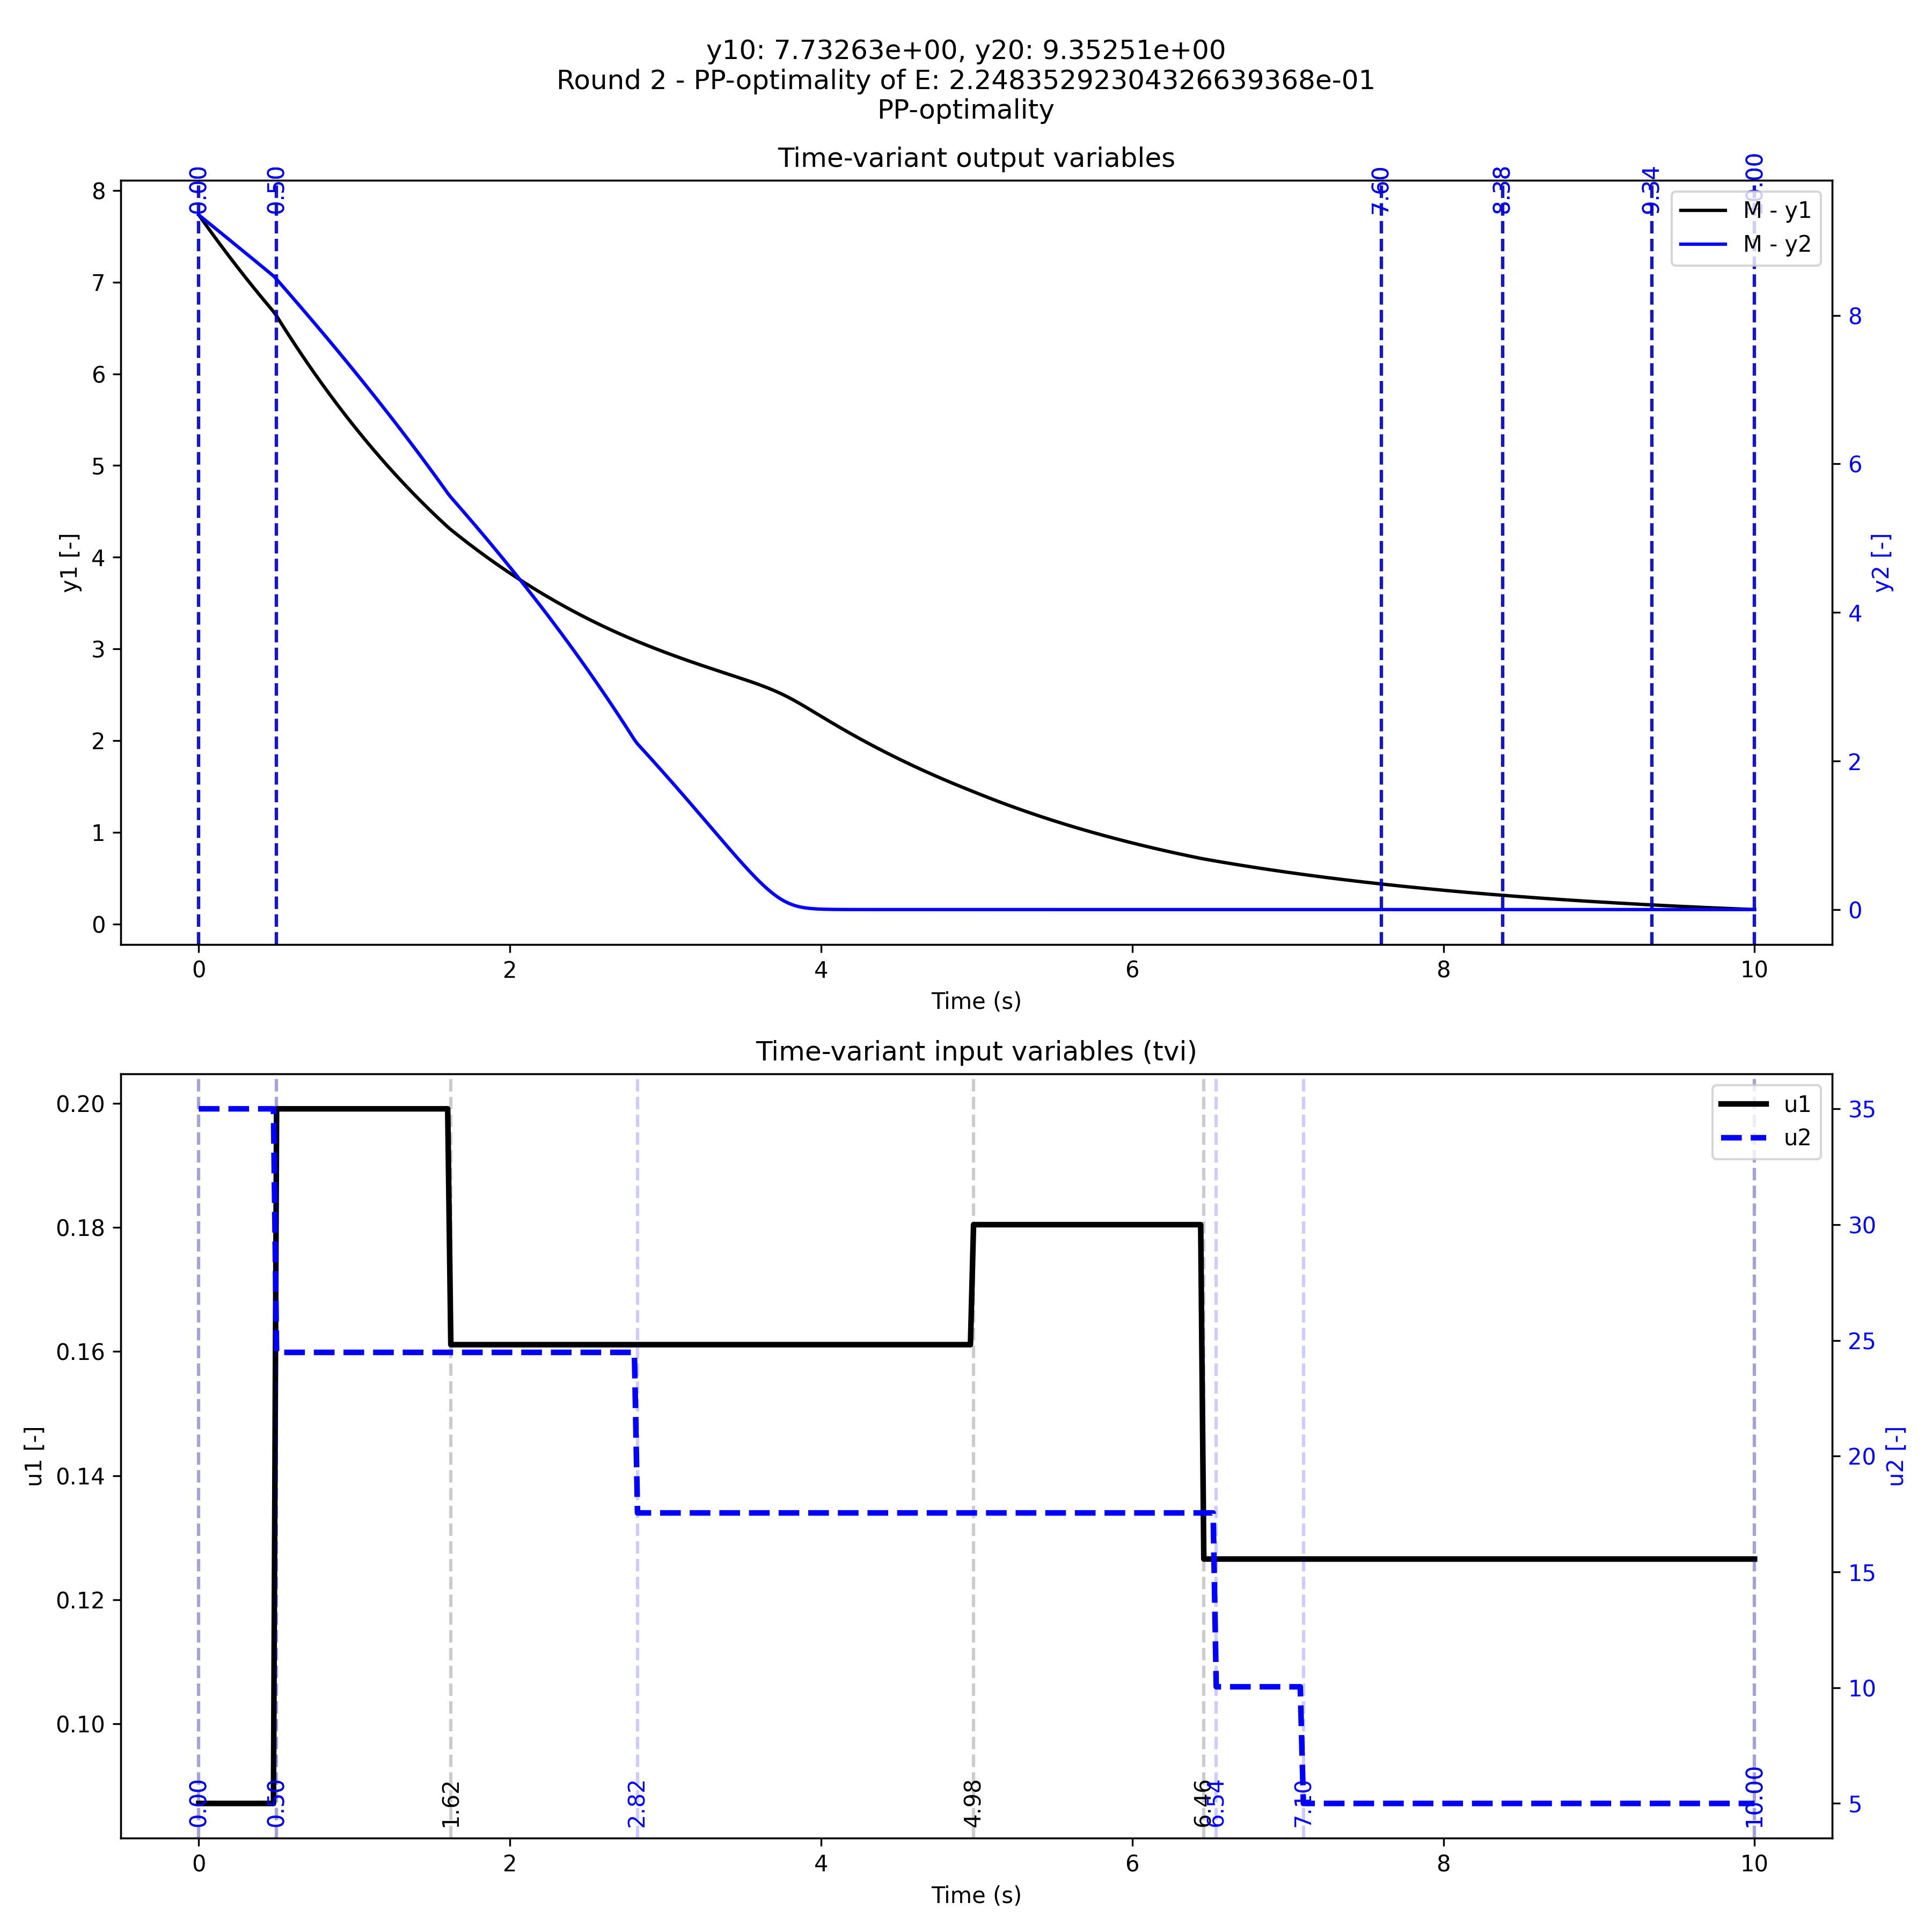 y10: 7.73263e+00, y20: 9.35251e+00
Round 2 - PP-optimality of E: 2.24835292304326639368e-01
PP-optimality
Time-variant output variables
0.00
0.50
7.60
8.38
9.34
M - y1
M - y2
8
7
6
5
4
3
2
1
0
y1 [-]
8
6
4
2
0
y2 [-]
0 2 4 6 8 10
Time (s)
Time-variant input variables (tvi)
u1
u2
0.20
0.18
0.16
0.14
0.12
0.10
u1 [-]
35
30
25
20
15
10
5
u2 [-]
0.00
0.50
1.62
2.82
4.98
6.46
6.54
7.10
10.00
0 2 4 6 8 10
Time (s)